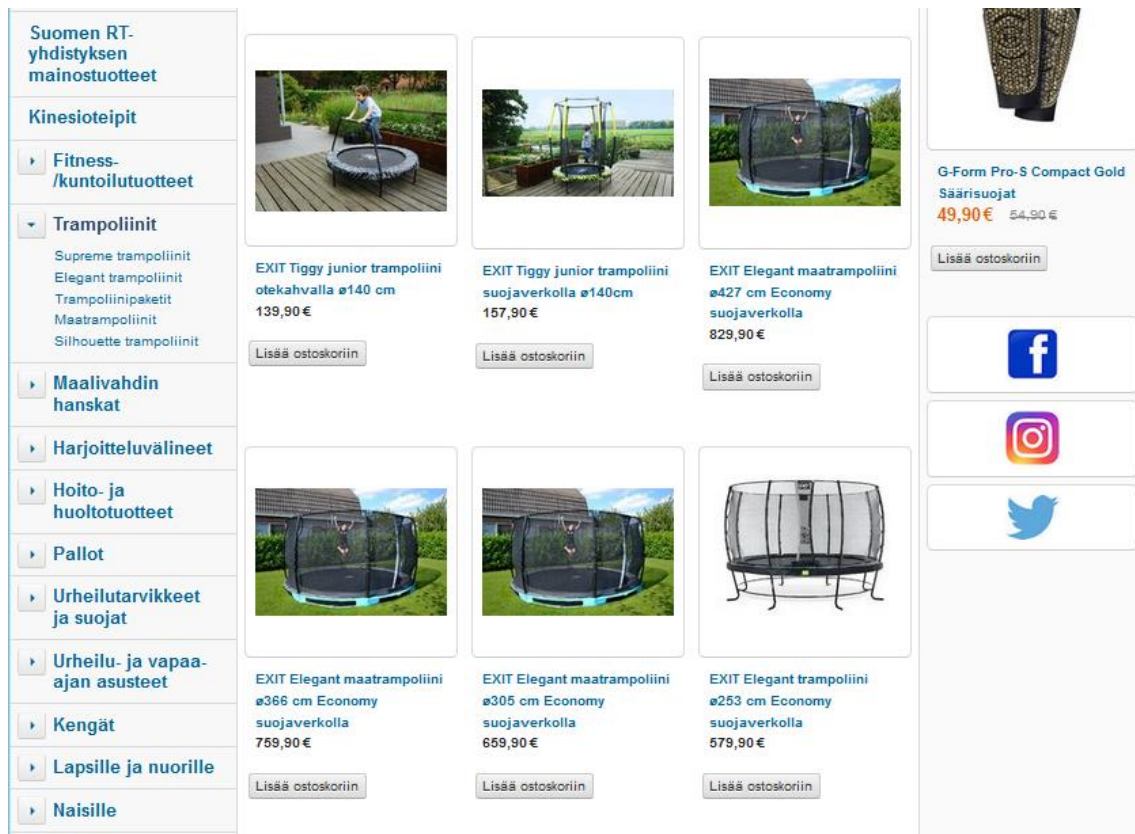 Suomen RT-
yhdistyksen
mainostuotteet
Kinesioteipit
Fitness-
/kuntoilutuotteet
Trampoliinit
Supreme trampoliinit
Elegant trampoliinit
Trampoliinipaketit
Maatrampoliinit
Silhouette trampoliinit
Maalivahdin
hanskat
Harjoitteluvälineet
Hoito- ja
huoltotuotteet
Pallot
Urheilutarvikkeet
ja suojat
Urheilu- ja vapaa-
ajan asusteet
Kengät
Lapsille ja nuorille
Naisille
EXIT Tiggy junior trampoliini
otekahvalla ø140 cm
139,90 €
Lisää ostoskoriin
EXIT Tiggy junior trampoliini
suojaverkolla ø140cm
157,90 €
Lisää ostoskoriin
EXIT Elegant maatrampoliini
ø427 cm Economy
suojaverkolla
829,90 €
Lisää ostoskoriin
EXIT Elegant maatrampoliini
ø366 cm Economy
suojaverkolla
759,90 €
Lisää ostoskoriin
EXIT Elegant maatrampoliini
ø305 cm Economy
suojaverkolla
659,90 €
Lisää ostoskoriin
EXIT Elegant trampoliini
ø253 cm Economy
suojaverkolla
579,90 €
Lisää ostoskoriin
G-Form Pro-S Compact Gold
Säärisuojat
49,90 € 54,90 €
Lisää ostoskoriin